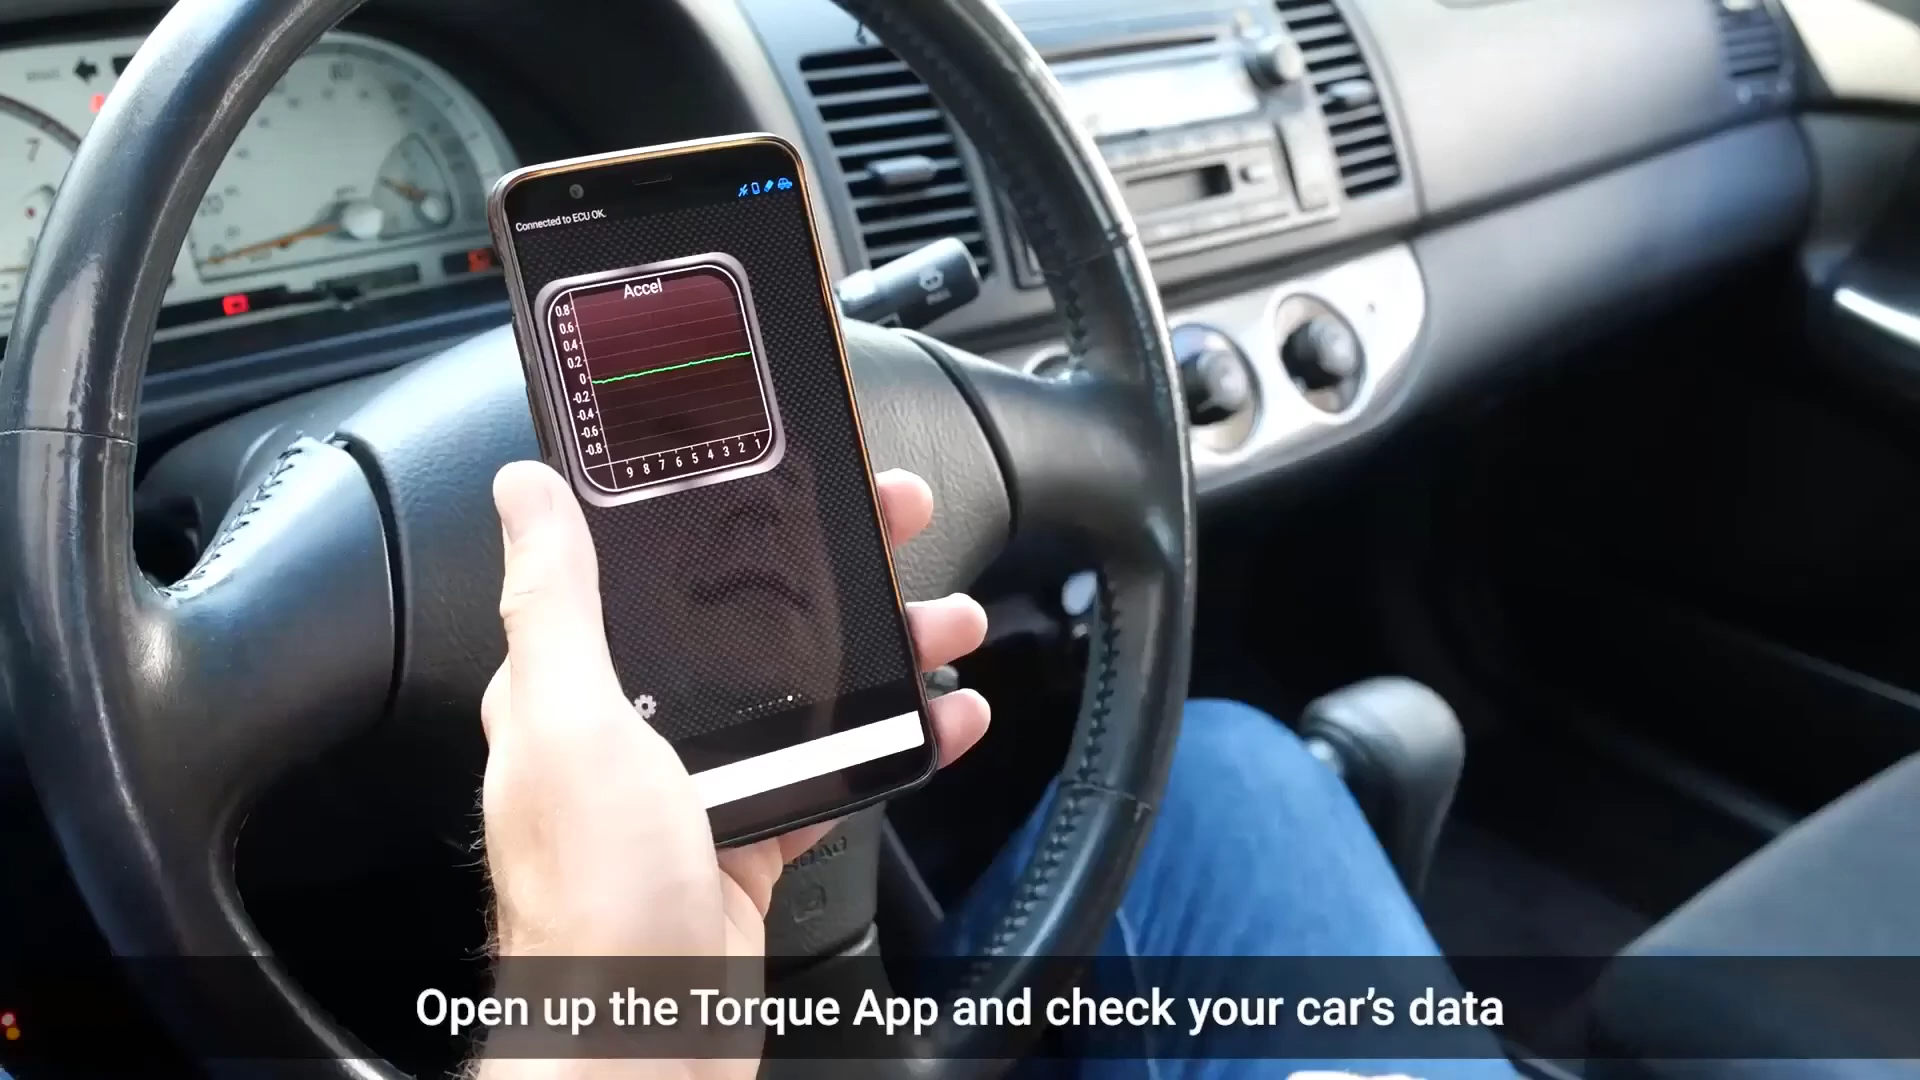 Connected to ECU OK.
Accel
0.8
0.6
0.4
0.2
0
-0.2
-0.4
-0.6
-0.8
9 8 7 6 5 4 3 2 1
7
Open up the Torque App and check your car's data